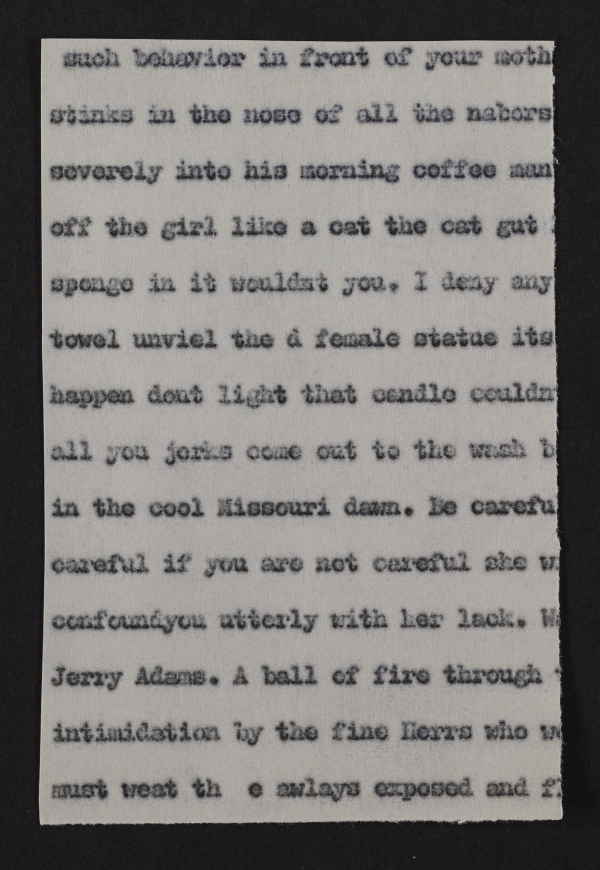 such behavior in front of your moth
stinks in the nose of all the nabors
severely into his morning coffee man
off the girl like a cat the cat gut
sponge in it wouldnt you. I deny any
towel unviel the d female statue its
happen dont light that candle couldn
all you jerks come out to the wash b
in the cool Missouri dawn. Be carefu
careful if you are not careful she w
confoundyou utterly with her lack. Wa
Jerry Adams. A ball of fire through
intimidation by the fine Herrs who we
must weat th e awlays exposed and fl